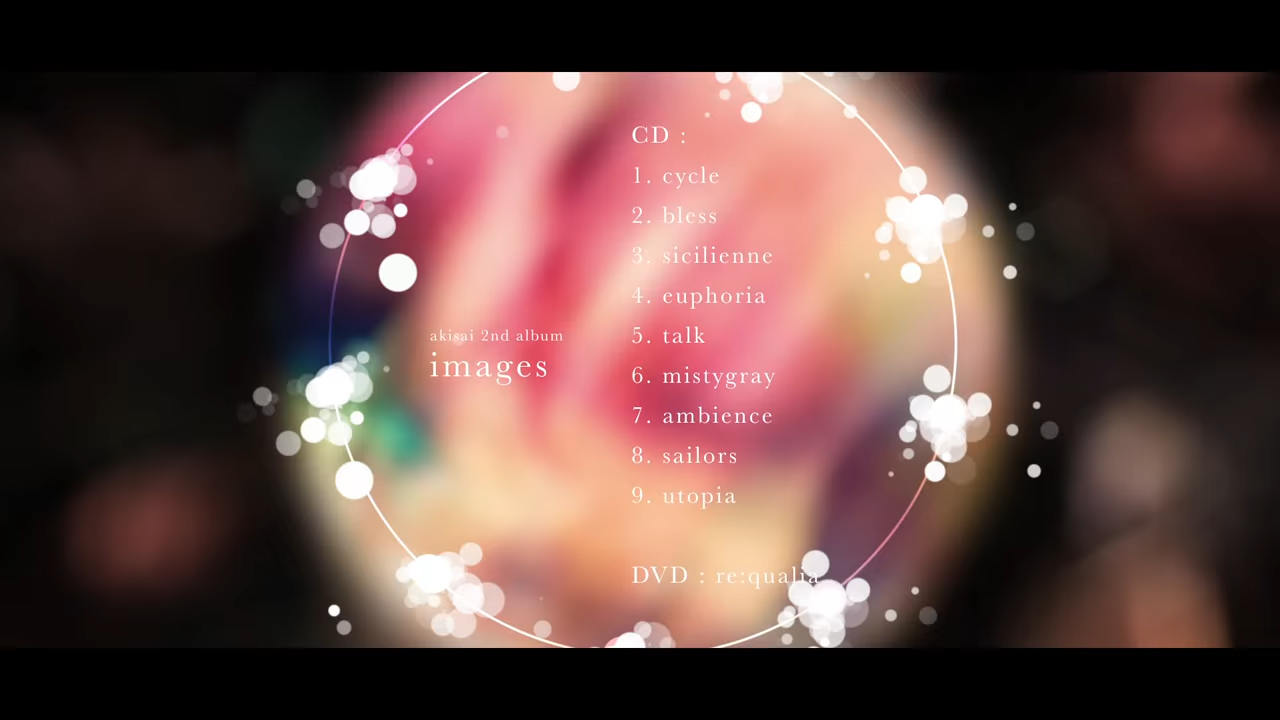 akisai 2nd album
images
CD :
1. cycle
2. bless
3. sicilienne
4. euphoria
5. talk
6. mistygray
7. ambience
8. sailors
9. utopia
DVD : re:qualia